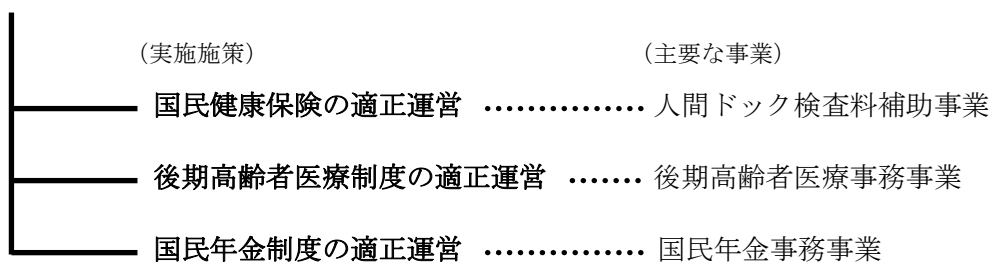 （実施施策） （主要な事業）
国民健康保険の適正運営 …………… 人間ドック検査料補助事業
後期高齢者医療制度の適正運営 ……. 後期高齢者医療事務事業
国民年金制度の適正運営 …………… 国民年金事務事業